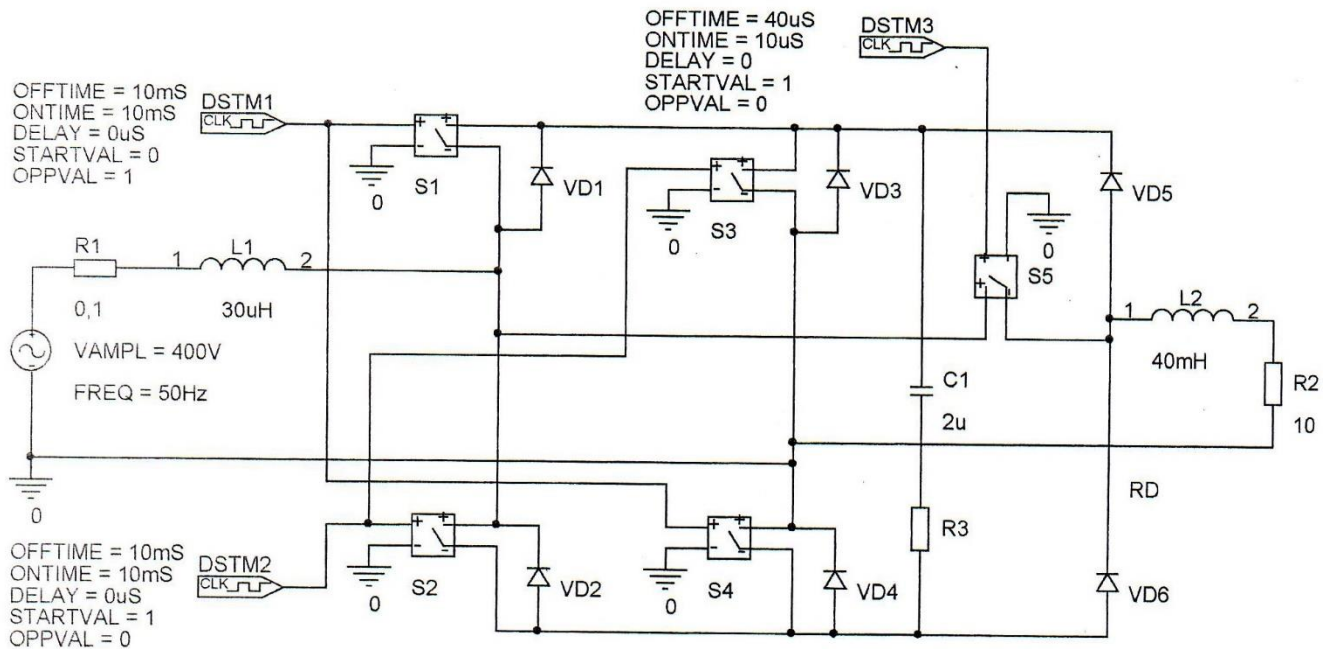 OFFTIME = 40uS
ONTIME = 10uS
DELAY = 0
STARTVAL = 1
OPPVAL = 0
DSTM3
CLK
OFFTIME = 10mS
ONTIME = 10mS
DELAY = 0uS
STARTVAL = 0
OPPVAL = 1
DSTM1
CLK
+ +
- -
S1
0
VD1
+ +
- -
S3
0
VD3
VD5
0
+ -
+ -
S5
R1
0,1
1 L1 2
30uH
VAMPL = 400V
FREQ = 50Hz
+
-
0
1 L2 2
40mH
R2
10
C1
2u
RD
R3
OFFTIME = 10mS
ONTIME = 10mS
DELAY = 0uS
STARTVAL = 1
OPPVAL = 0
DSTM2
CLK
+ +
- -
S2
0
VD2
+ +
- -
S4
0
VD4
VD6